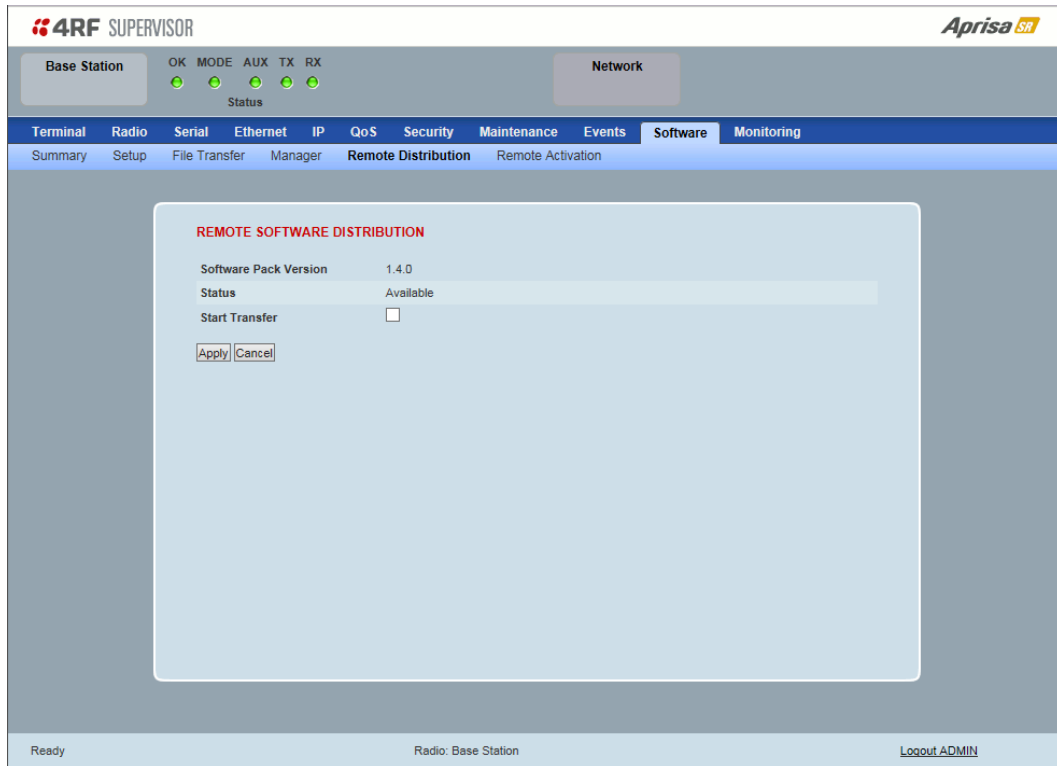 4RF SUPERVISOR
Aprisa SR
Base Station
OK MODE AUX TX RX
Status
Network
Terminal Radio Serial Ethernet IP QoS Security Maintenance Events Software Monitoring
Summary Setup File Transfer Manager Remote Distribution Remote Activation
REMOTE SOFTWARE DISTRIBUTION
Software Pack Version 1.4.0
Status Available
Start Transfer
Apply Cancel
Ready Radio: Base Station Logout ADMIN